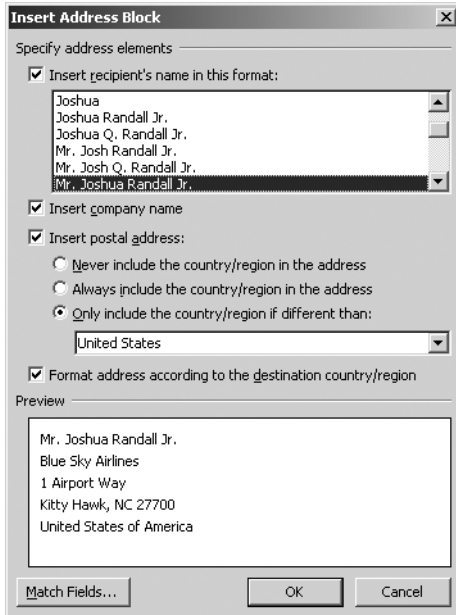 Insert Address Block
Specify address elements
Insert recipient's name in this format:
Joshua
Joshua Randall Jr.
Joshua Q. Randall Jr.
Mr. Josh Randall Jr.
Mr. Josh Q. Randall Jr.
Mr. Joshua Randall Jr.
Insert company name
Insert postal address:
Never include the country/region in the address
Always include the country/region in the address
Only include the country/region if different than:
United States
Format address according to the destination country/region
Preview
Mr. Joshua Randall Jr.
Blue Sky Airlines
1 Airport Way
Kitty Hawk, NC 27700
United States of America
Match Fields... OK Cancel